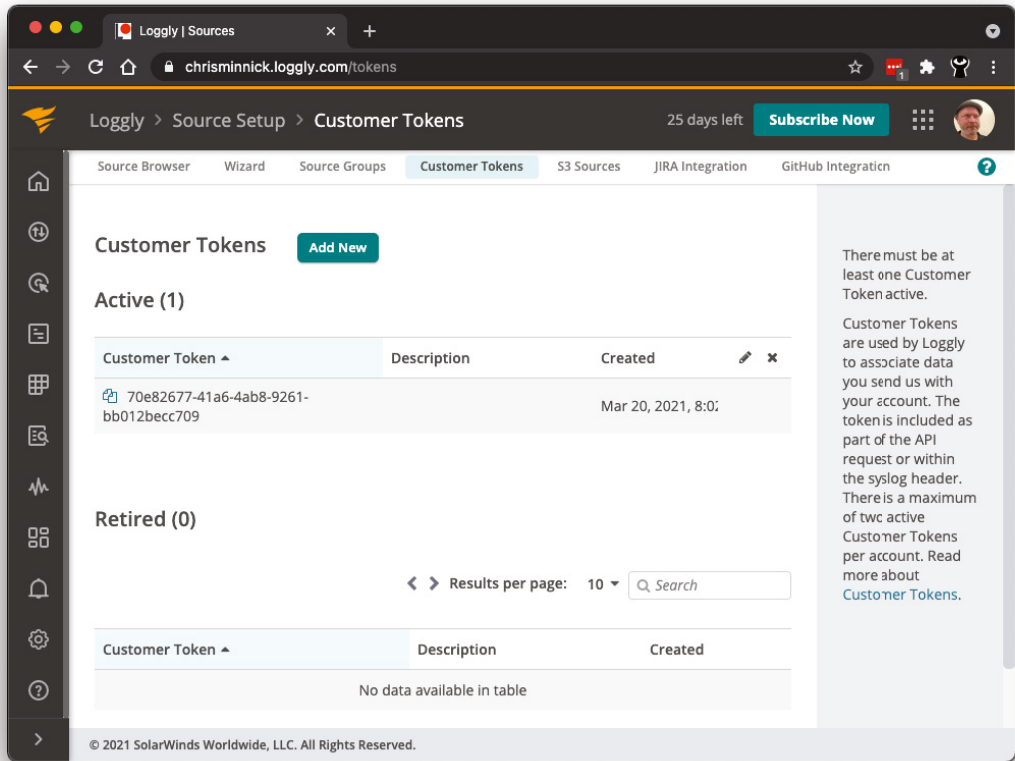 Loggly | Sources
chrisminnick.loggly.com/tokens
1
Loggly > Source Setup > Customer Tokens
25 days left
Subscribe Now
Source Browser
Wizard
Source Groups
Customer Tokens
S3 Sources
JIRA Integration
GitHub Integration
?
Customer Tokens
Add New
Active (1)
Customer Token
Description
Created
70e82677-41a6-4ab8-9261-
bb012becc709
Mar 20, 2021, 8:02
Retired (0)
Results per page:
10
Search
Customer Token
Description
Created
No data available in table
There must be at
least one Customer
Token active.
Customer Tokens
are used by Loggly
to associate data
you send us with
your account. The
token is included as
part of the API
request or within
the syslog header.
There is a maximum
of two active
Customer Tokens
per account. Read
more about
Customer Tokens.
© 2021 SolarWinds Worldwide, LLC. All Rights Reserved.